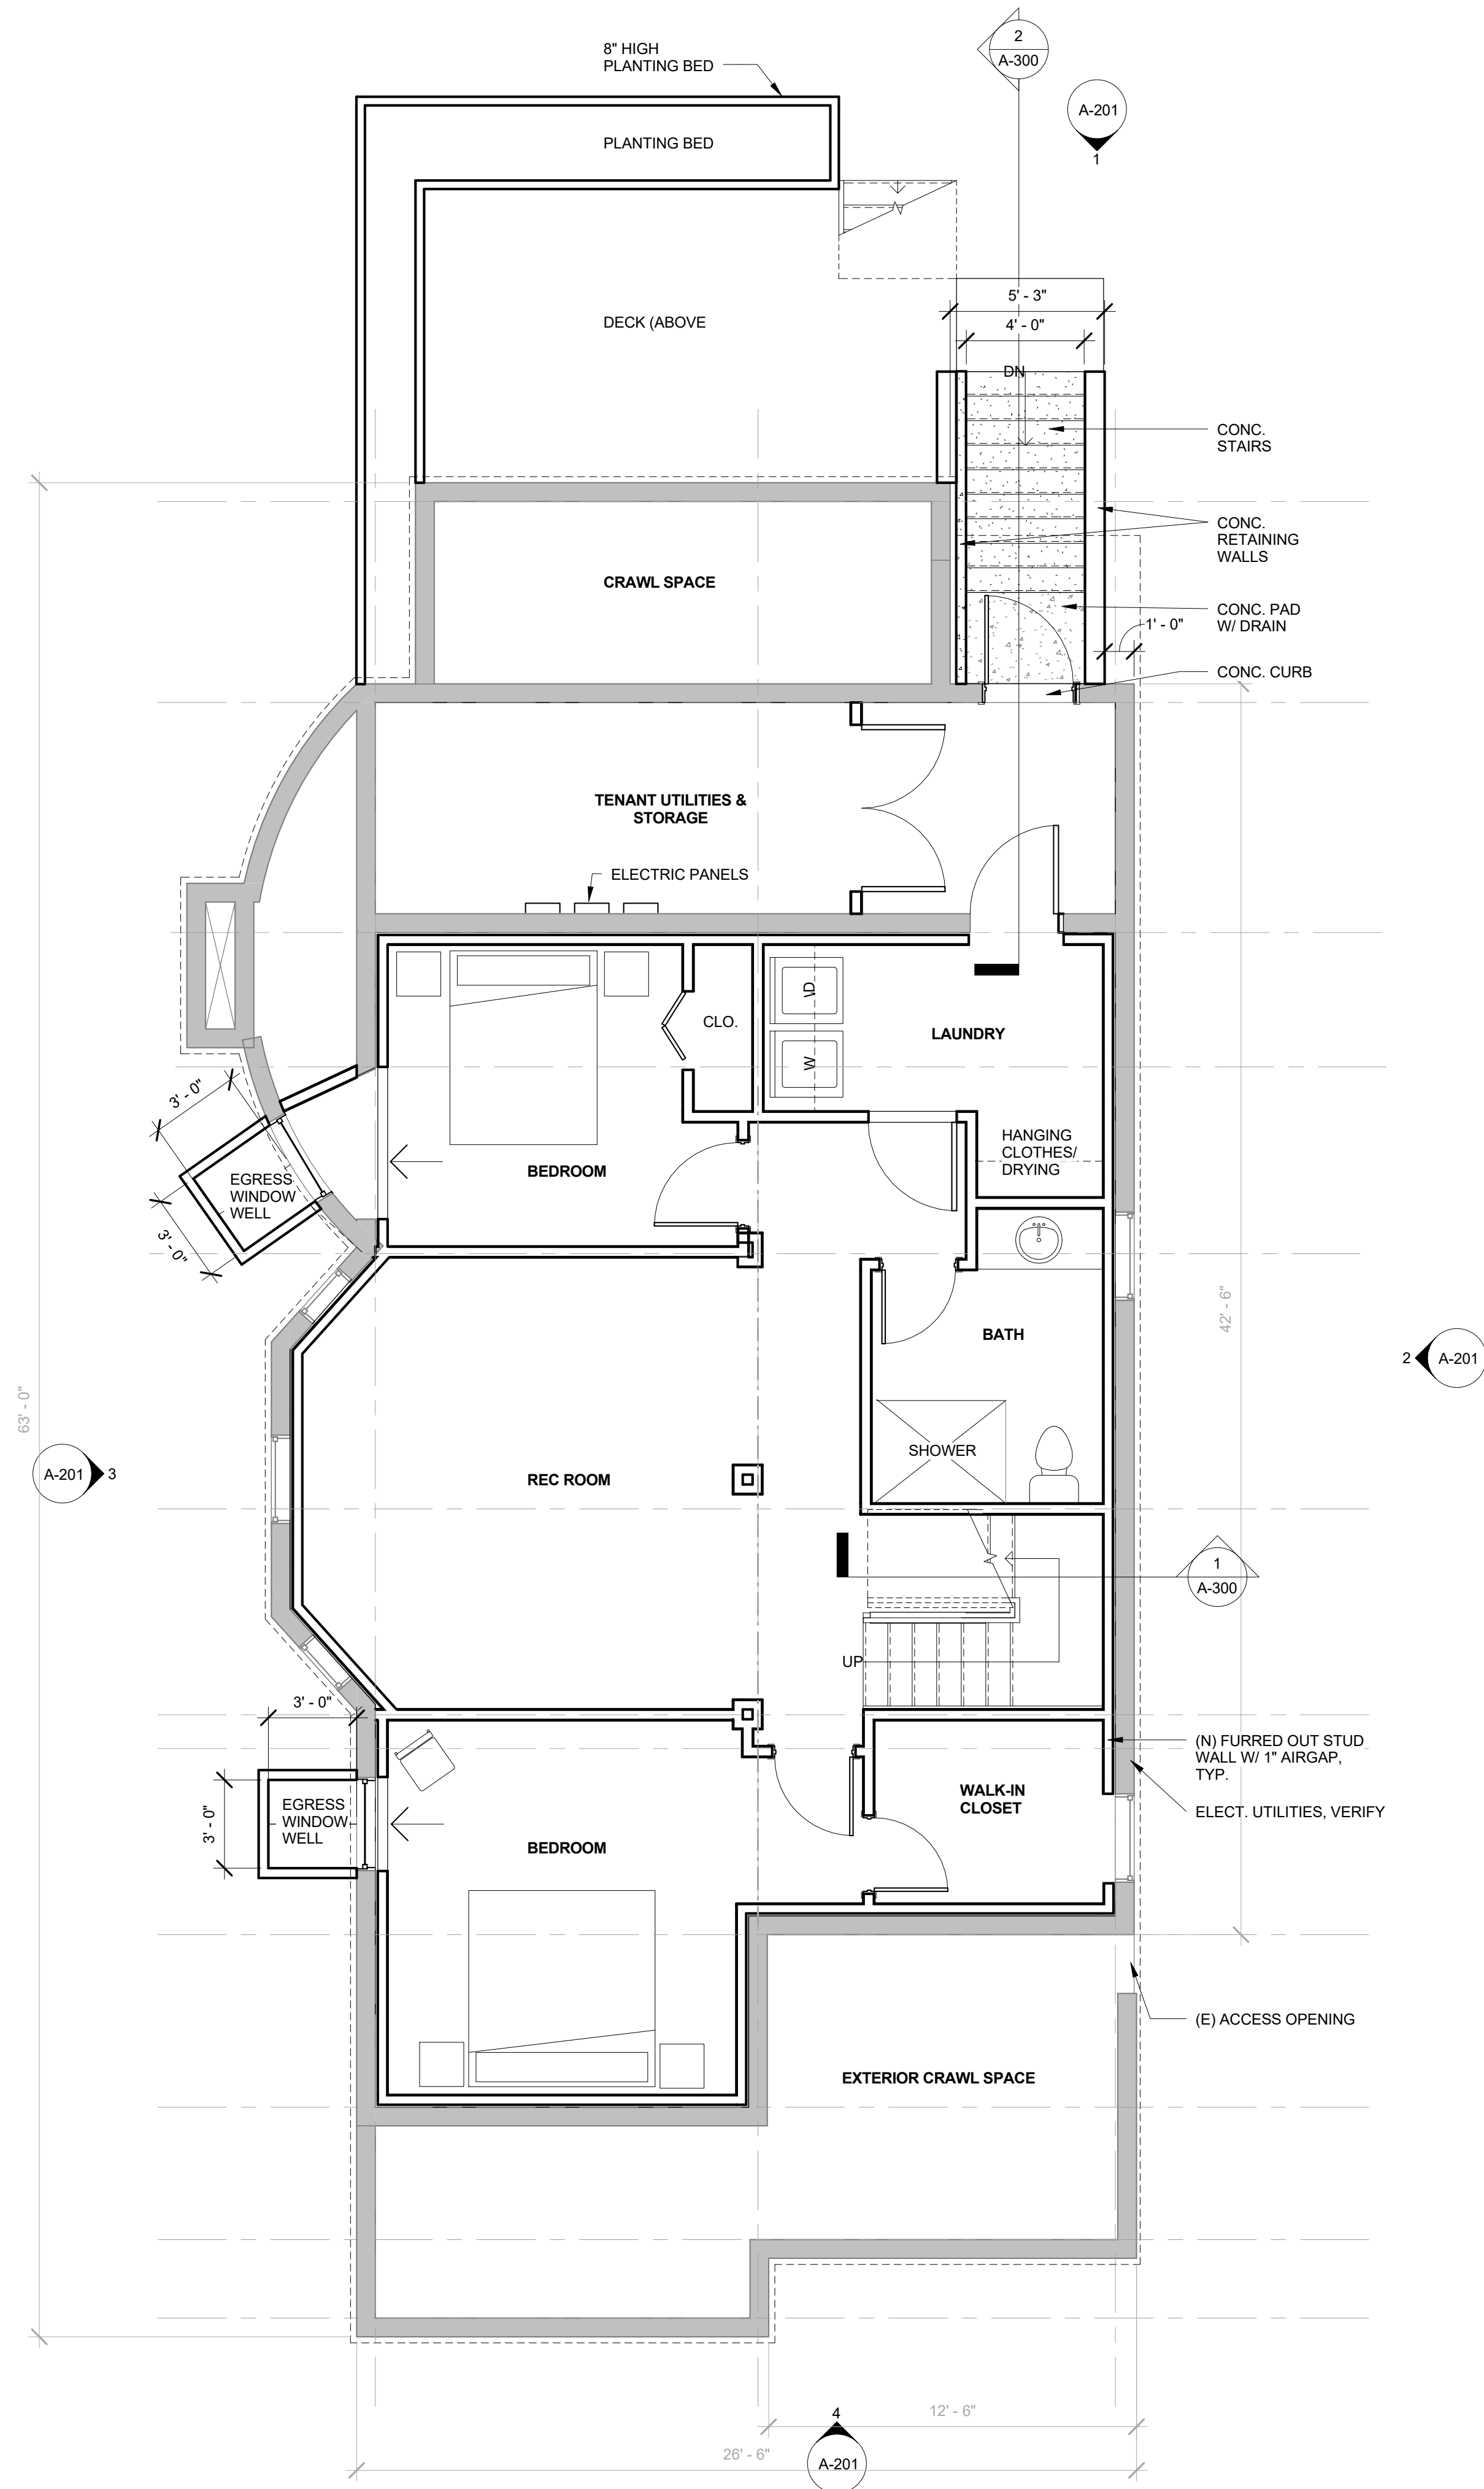 2
A-300
8" HIGH
PLANTING BED
A-201
1
PLANTING BED
5' - 3"
DECK (ABOVE
4' - 0"
DN
CONC.
STAIRS
CONC.
RETAINING
WALLS
CRAWL SPACE
CONC. PAD
W/ DRAIN
1' - 0"
CONC. CURB
TENANT UTILITIES &
STORAGE
ELECTRIC PANELS
D
CLO.
LAUNDRY
W
3' - 0"
HANGING
CLOTHES/
DRYING
BEDROOM
EGRESS
WINDOW
WELL
3' - 0"
42' - 6"
BATH
2
A-201
63' - 0"
SHOWER
A-201
3
REC ROOM
1
A-300
UP
3' - 0"
(N) FURRED OUT STUD
WALL W/ 1" AIRGAP,
TYP.
WALK-IN
CLOSET
EGRESS
WINDOW
WELL
3' - 0"
ELECT. UTILITIES, VERIFY
BEDROOM
(E) ACCESS OPENING
EXTERIOR CRAWL SPACE
12' - 6"
4
A-201
26' - 6"